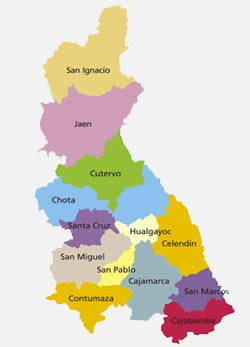 San Ignacio
Jaen
Cutervo
Chota
Santa Cruz
Hualgayoc
Celendin
San Miguel
San Pablo
Cajamarca
San Marcos
Contumaza
Cajabamba